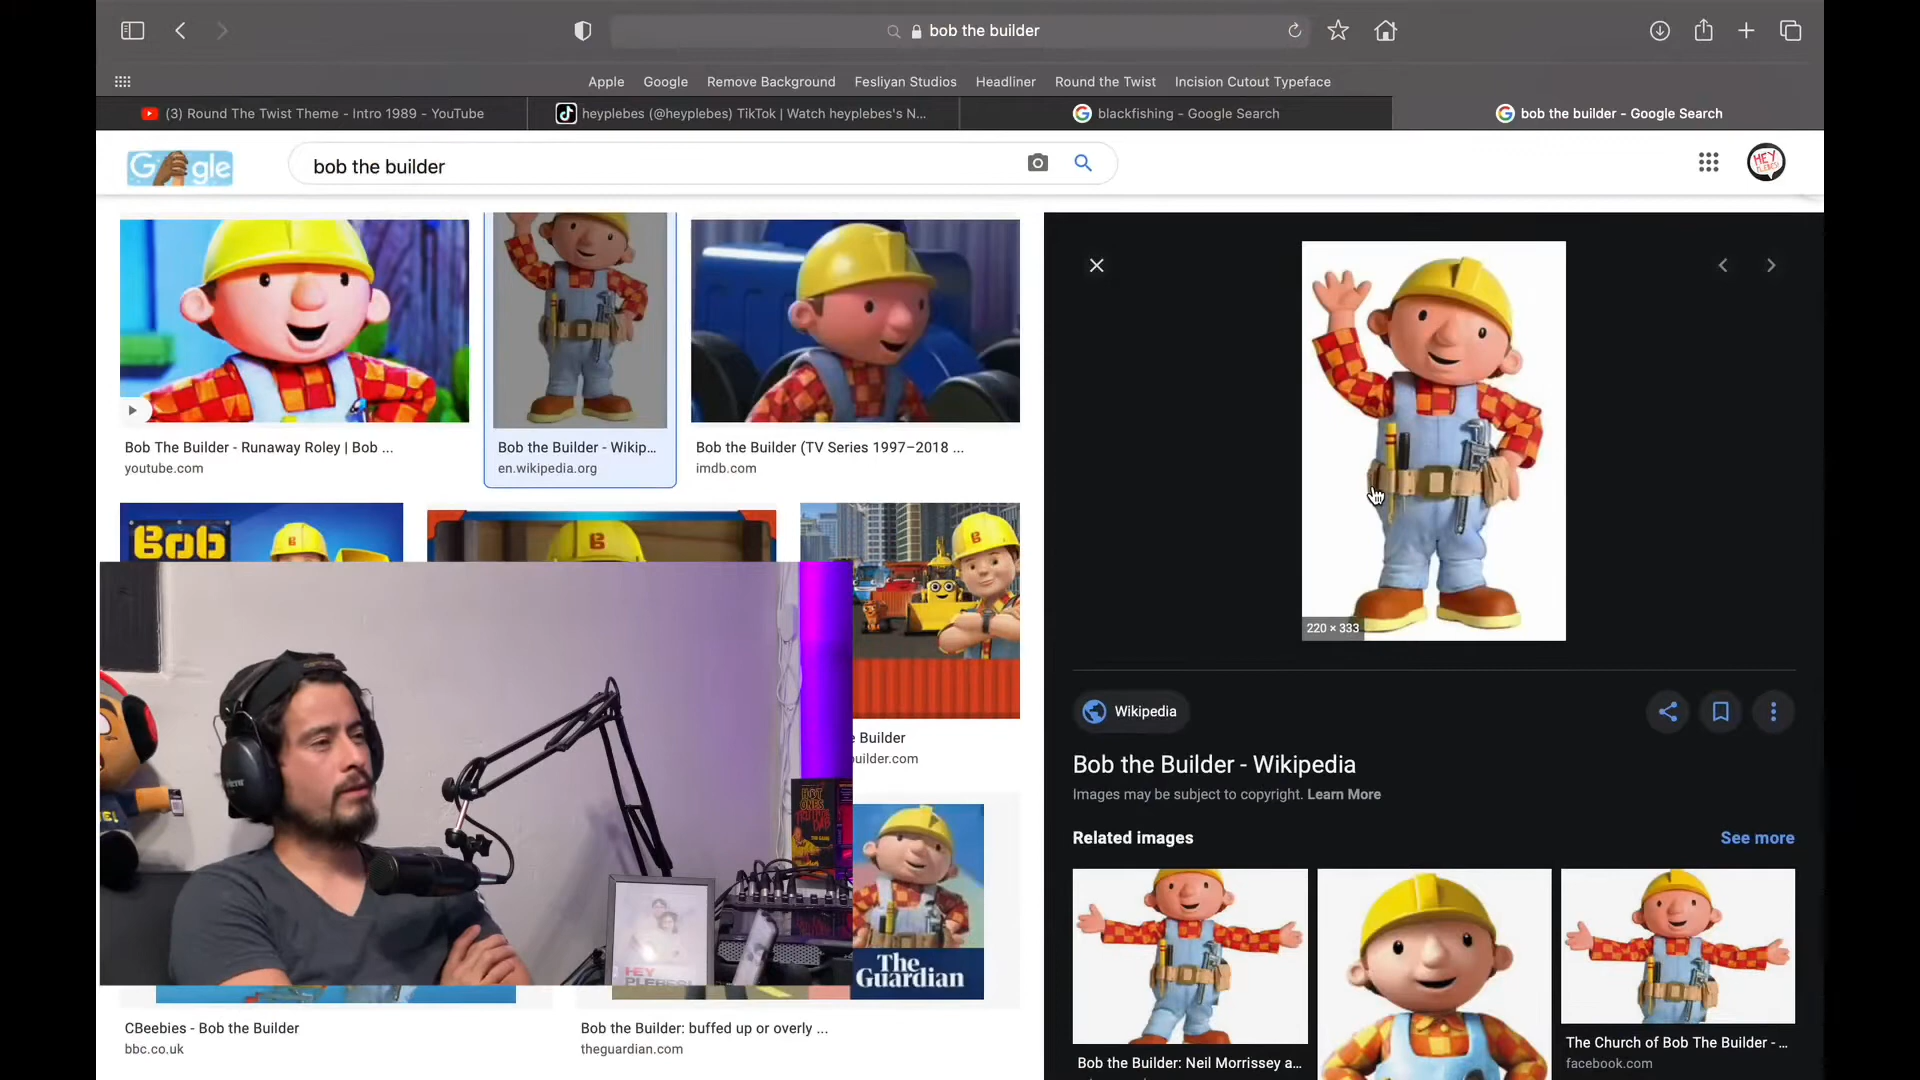 bob the builder
Apple
Google
Remove Background
Fesliyan Studios
Headliner
Round the Twist
Incision Cutout Typeface
(3) Round The Twist Theme - Intro 1989 - YouTube
heyplebes (@heyplebes) TikTok | Watch heyplebes's N...
blackfishing - Google Search
bob the builder - Google Search
Google
bob the builder
HEY
Bob The Builder - Runaway Roley | Bob ...
youtube.com
Bob the Builder - Wikip...
en.wikipedia.org
Bob the Builder (TV Series 1997–2018 ...
imdb.com
Bob
B
B
B
Builder
uilder.com
HOT
ONES
HEY
PLEBES!
The
Guardian
CBeebies - Bob the Builder
bbc.co.uk
Bob the Builder: buffed up or overly ...
theguardian.com
220 × 333
Wikipedia
Bob the Builder - Wikipedia
Images may be subject to copyright. Learn More
Related images
See more
Bob the Builder: Neil Morrissey a...
The Church of Bob The Builder - ...
facebook.com